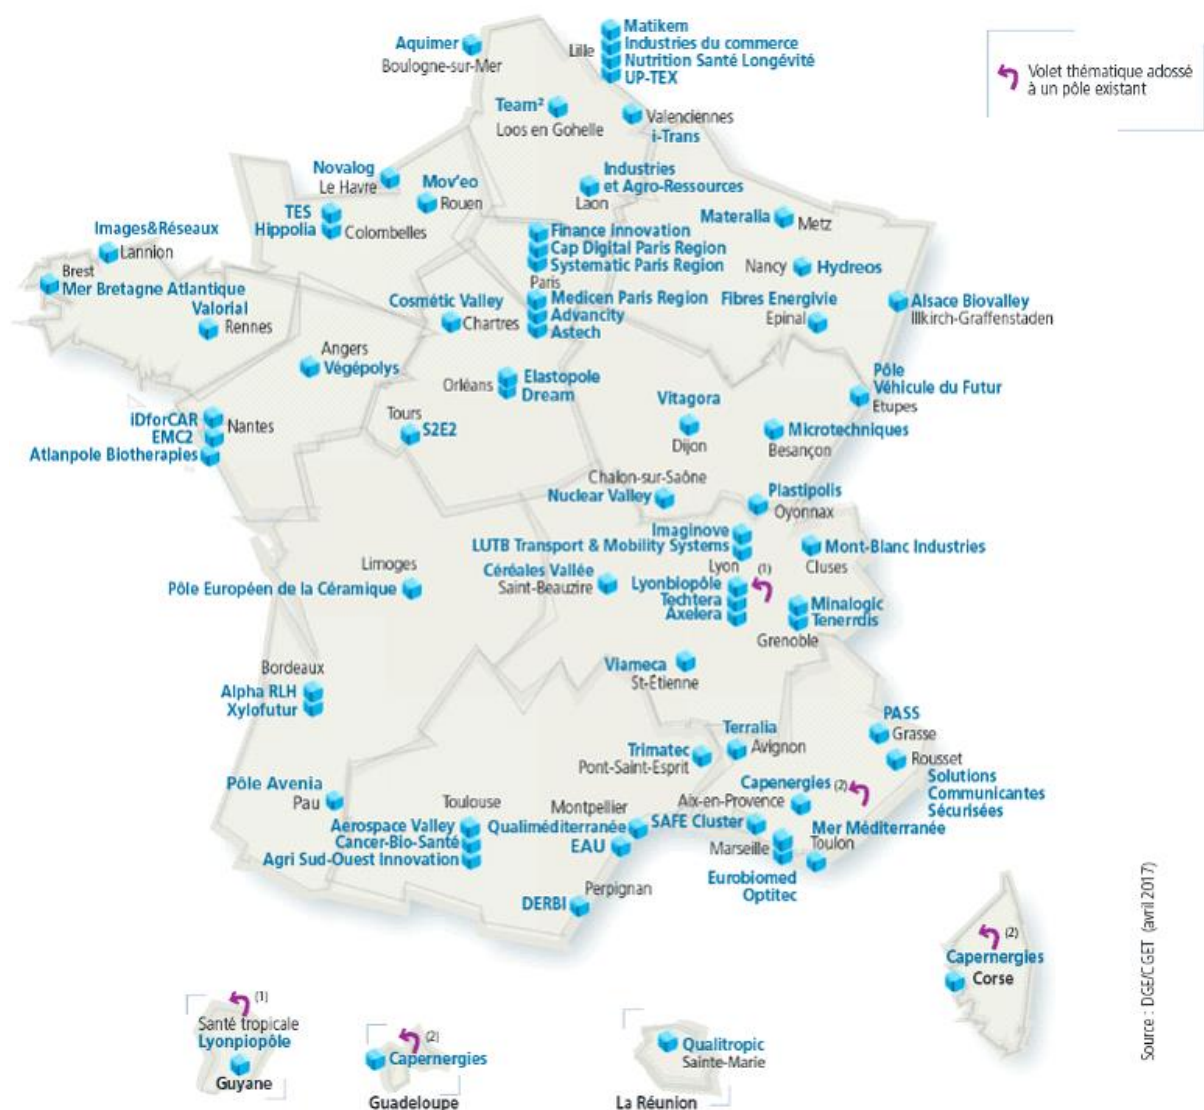 Matikem
Industries du commerce
Lille
Nutrition Santé Longévité
UP-TEX
Aquimer
Boulogne-sur-Mer
Volet thématique adossé
à un pôle existant
Team²
Loos en Gohelle
Valenciennes
i-Trans
Novalog
Le Havre
Mov'eo
Rouen
Industries
et Agro-Ressources
Laon
TES
Hippolia
Colombelles
Materalia
Metz
Images&Réseaux
Lannion
Finance innovation
Cap Digital Paris Region
Systematic Paris Region
Paris
Medicen Paris Region
Advancity
Astech
Nancy
Hydreos
Brest
Mer Bretagne Atlantique
Valorial
Rennes
Cosmétic Valley
Chartres
Fibres Energivie
Epinal
Alsace Biovalley
Illkirch-Graffenstaden
Angers
Végépolys
Orléans
Elastopole
Dream
Pôle
Véhicule du Futur
Etupes
iDforCAR
EMC2
Nantes
Atlanpole Biotherapies
Tours
S2E2
Vitagora
Dijon
Microtechniques
Besançon
Chalon-sur-Saône
Nuclear Valley
Plastipolis
Oyonnax
Imaginove
LUTB Transport & Mobility Systems
Lyon
(1)
Mont-Blanc Industries
Cluses
Limoges
Pôle Européen de la Céramique
Céréales Vallée
Saint-Beauzire
Lyonbiopôle
Techtera
Axelera
Minalogic
Tenerrdis
Grenoble
Bordeaux
Alpha RLH
Xylofutur
Viameca
St-Étienne
PASS
Grasse
Terralia
Avignon
Trimatec
Pont-Saint-Esprit
Rousset
Solutions
Communicantes
Sécurisées
Capenergies
(2)
Aix-en-Provence
Pôle Avenia
Pau
Toulouse
Aerospace Valley
Cancer-Bio-Santé
Agri Sud-Ouest Innovation
Montpellier
Qualiméditerranée
EAU
SAFE Cluster
Mer Méditerranée
Toulon
Marseille
Eurobiomed
Optitec
Perpignan
DERBI
(2)
Capernergies
Corse
Source : DGE/CGET (avril 2017)
(1)
Santé tropicale
Lyonpiopôle
Guyane
(2)
Capernergies
Guadeloupe
Qualitropic
Sainte-Marie
La Réunion